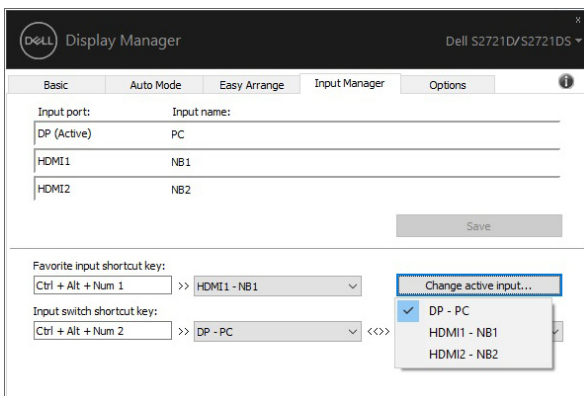 x
DELL Display Manager Dell S2721D/S2721DS
Basic Auto Mode Easy Arrange Input Manager Options i
Input port: Input name:
DP (Active) PC
HDMI1 NB1
HDMI2 NB2
Save
Favorite input shortcut key:
Ctrl + Alt + Num 1 >> HDMI1 - NB1 Change active input...
Input switch shortcut key:
Ctrl + Alt + Num 2 >> DP - PC <<>>
DP - PC
HDMI1 - NB1
HDMI2 - NB2